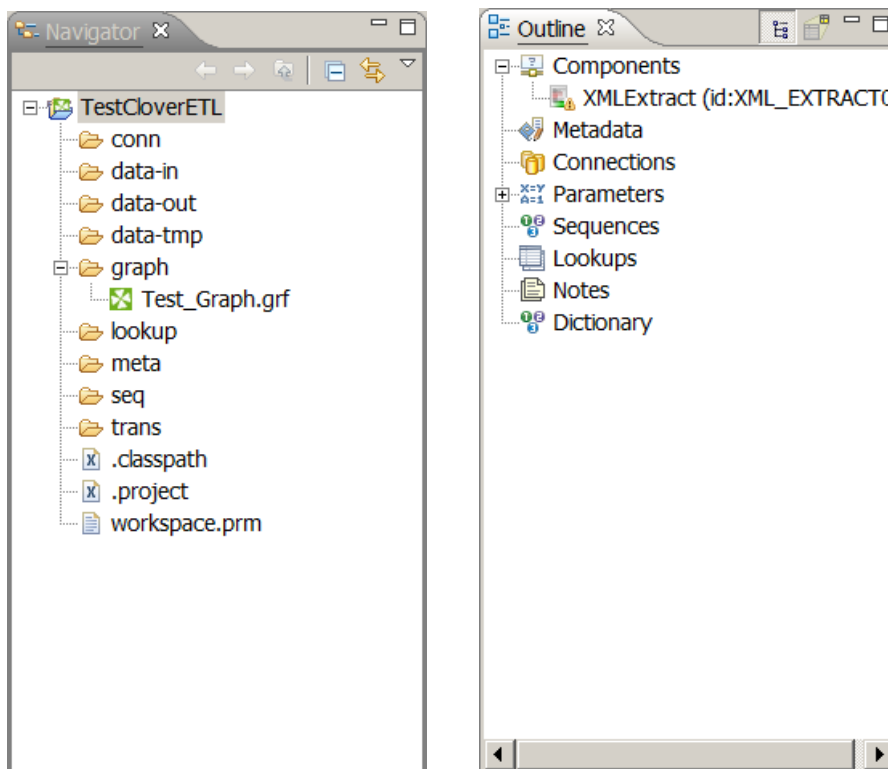 Navigator
TestCloverETL
conn
data-in
data-out
data-tmp
graph
Test_Graph.grf
lookup
meta
seq
trans
.classpath
.project
workspace.prm
Outline
Components
XMLExtract (id:XML_EXTRACT0
Metadata
Connections
Parameters
Sequences
Lookups
Notes
Dictionary